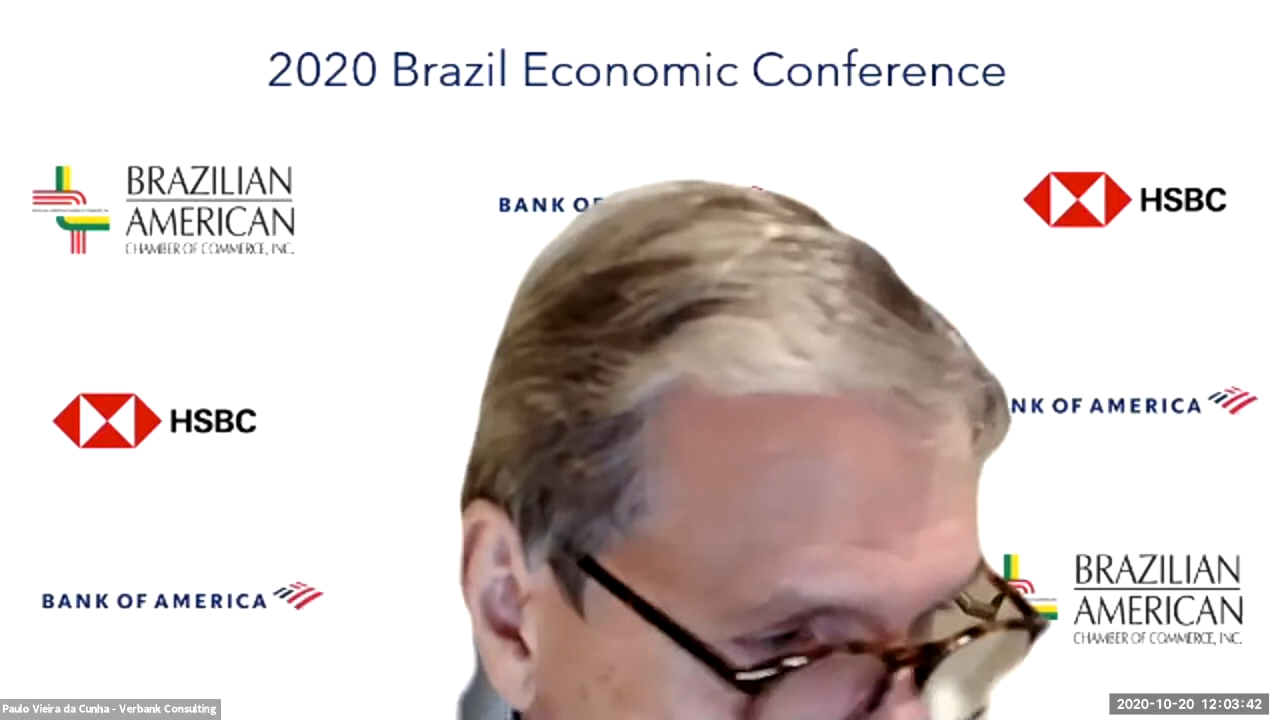 2020 Brazil Economic Conference
BRAZILIAN
AMERICAN
CHAMBER OF COMMERCE, INC.
BANK OF
HSBC
HSBC
NK OF AMERICA
BANK OF AMERICA
BRAZILIAN
AMERICAN
CHAMBER OF COMMERCE, INC.
Paulo Vieira da Cunha - Verbank Consulting
2020-10-20 12:03:42